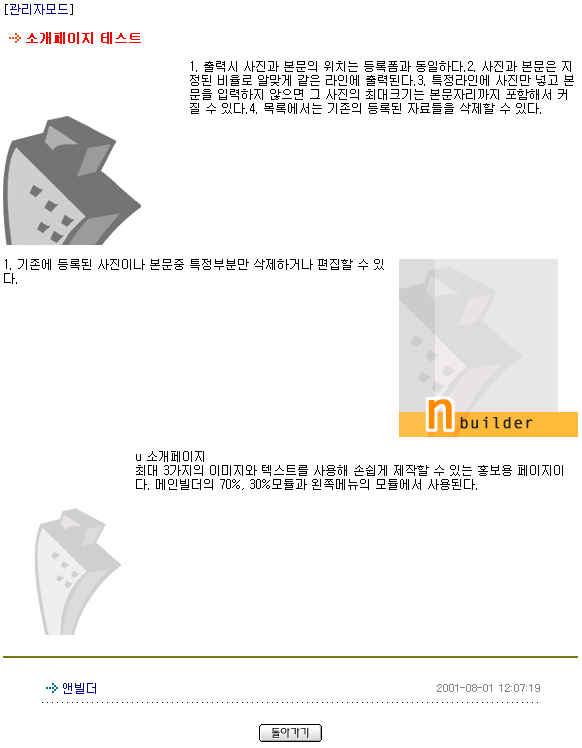 [관리자모드]
소개페이지 테스트
1. 출력시 사진과 본문의 위치는 등록폼과 동일하다.2. 사진과 본문은 지
정된 비율로 알맞게 같은 라인에 출력된다.3. 특정라인에 사진만 넣고 본
문을 입력하지 않으면 그 사진의 최대크기는 본문자리까지 포함해서 커
질 수 있다.4. 목록에서는 기존의 등록된 자료들을 삭제할 수 있다.
1. 기존에 등록된 사진이나 본문중 특정부분만 삭제하거나 편집할 수 있
다.
n builder
u 소개페이지
최대 3가지의 이미지와 텍스트를 사용해 손쉽게 제작할 수 있는 홍보용 페이지이
다. 메인빌더의 70%, 30%모듈과 왼쪽메뉴의 모듈에서 사용된다.
앤빌더 2001-08-01 12:07:19
돌아가기